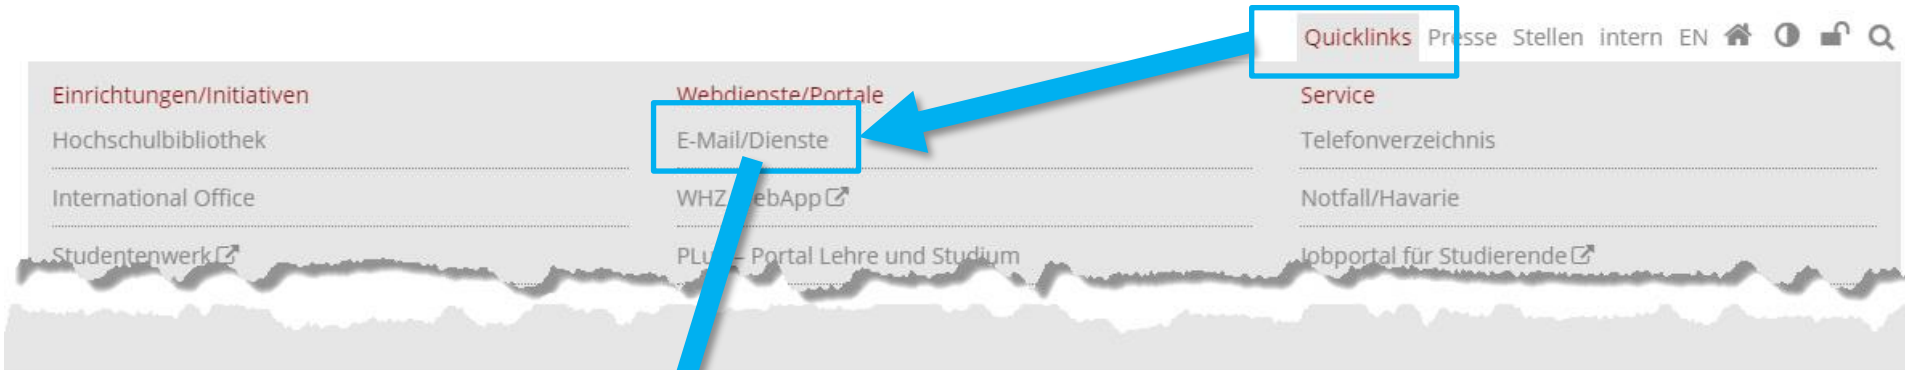 Quicklinks Presse Stellen intern EN
Einrichtungen/Initiativen
Hochschulbibliothek
International Office
Studentenwerk
Webdienste/Portale
E-Mail/Dienste
WHZ WebApp
Portal Lehre und Studium
Service
Telefonverzeichnis
Notfall/Havarie
Jobportal für Studierende